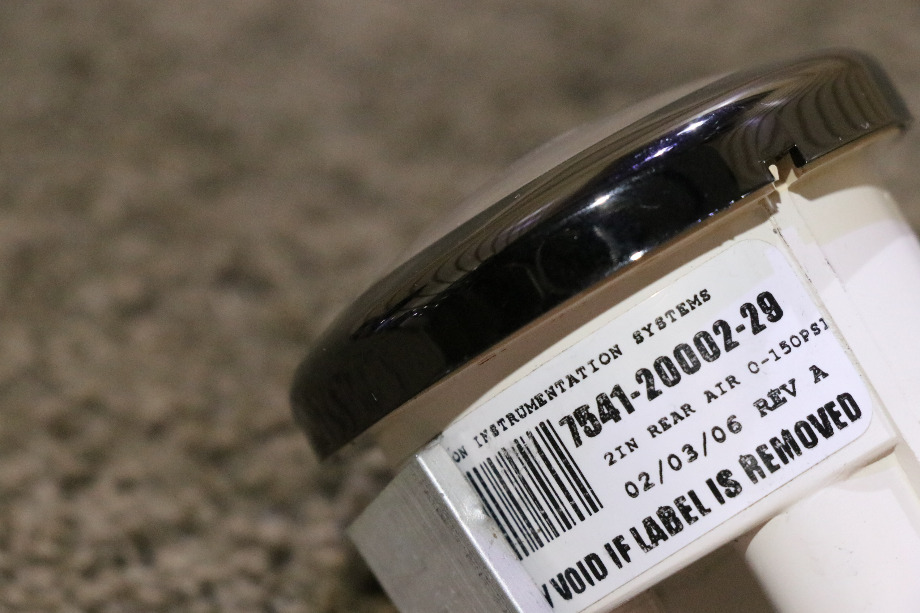 ON INSTRUMENTATION SYSTEMS
7541-20002-29
2IN REAR AIR 0-150PSI
02/03/06 REV A
Y VOID IF LABEL IS REMOVED